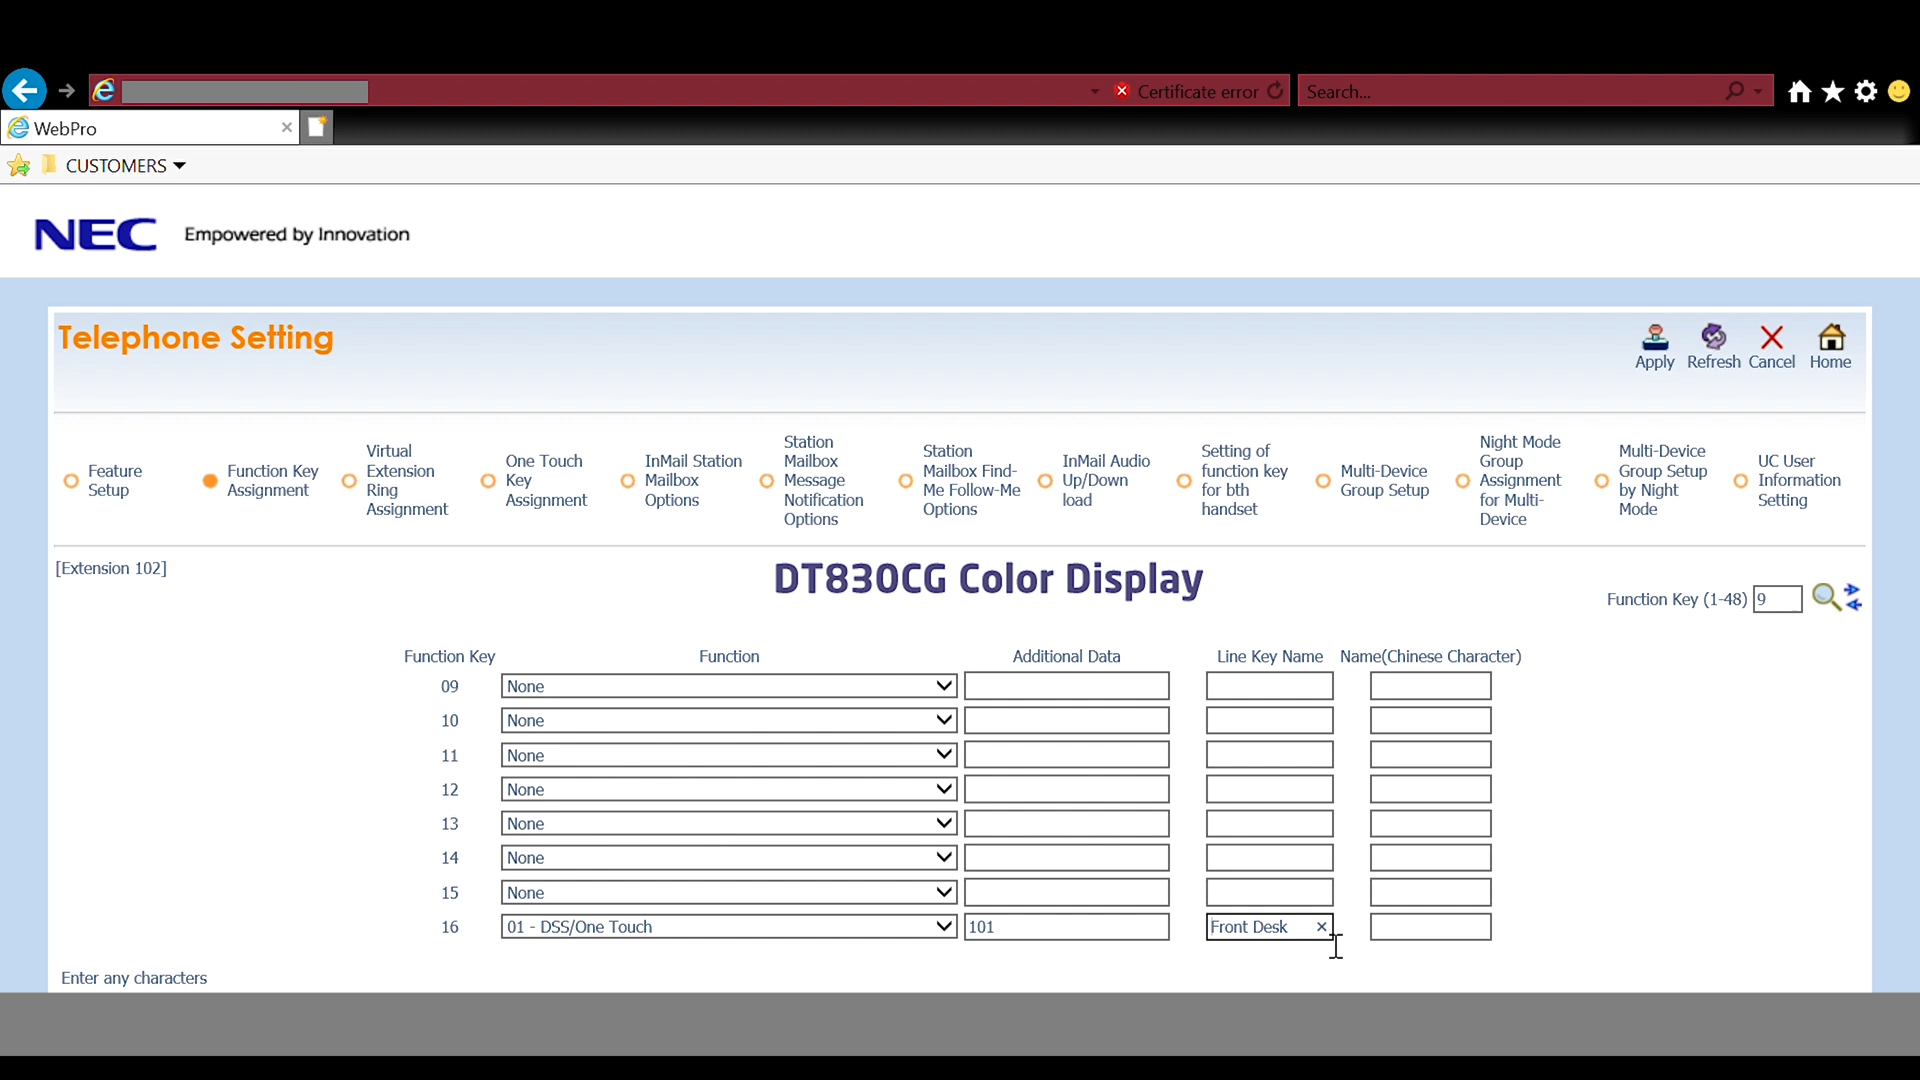 Certificate error
Search...
WebPro
CUSTOMERS
NEC Empowered by Innovation
Telephone Setting
Apply Refresh Cancel Home
Feature
Setup
Function Key
Assignment
Virtual
Extension
Ring
Assignment
One Touch
Key
Assignment
InMail Station
Mailbox
Options
Station
Mailbox
Message
Notification
Options
Station
Mailbox Find-
Me Follow-Me
Options
InMail Audio
Up/Down
load
Setting of
function key
for bth
handset
Multi-Device
Group Setup
Night Mode
Group
Assignment
for Multi-
Device
Multi-Device
Group Setup
by Night
Mode
UC User
Information
Setting
[Extension 102]
DT830CG Color Display
Function Key (1-48) 9
Function Key Function Additional Data Line Key Name Name(Chinese Character)
09 None
10 None
11 None
12 None
13 None
14 None
15 None
16 01 - DSS/One Touch 101 Front Desk
Enter any characters